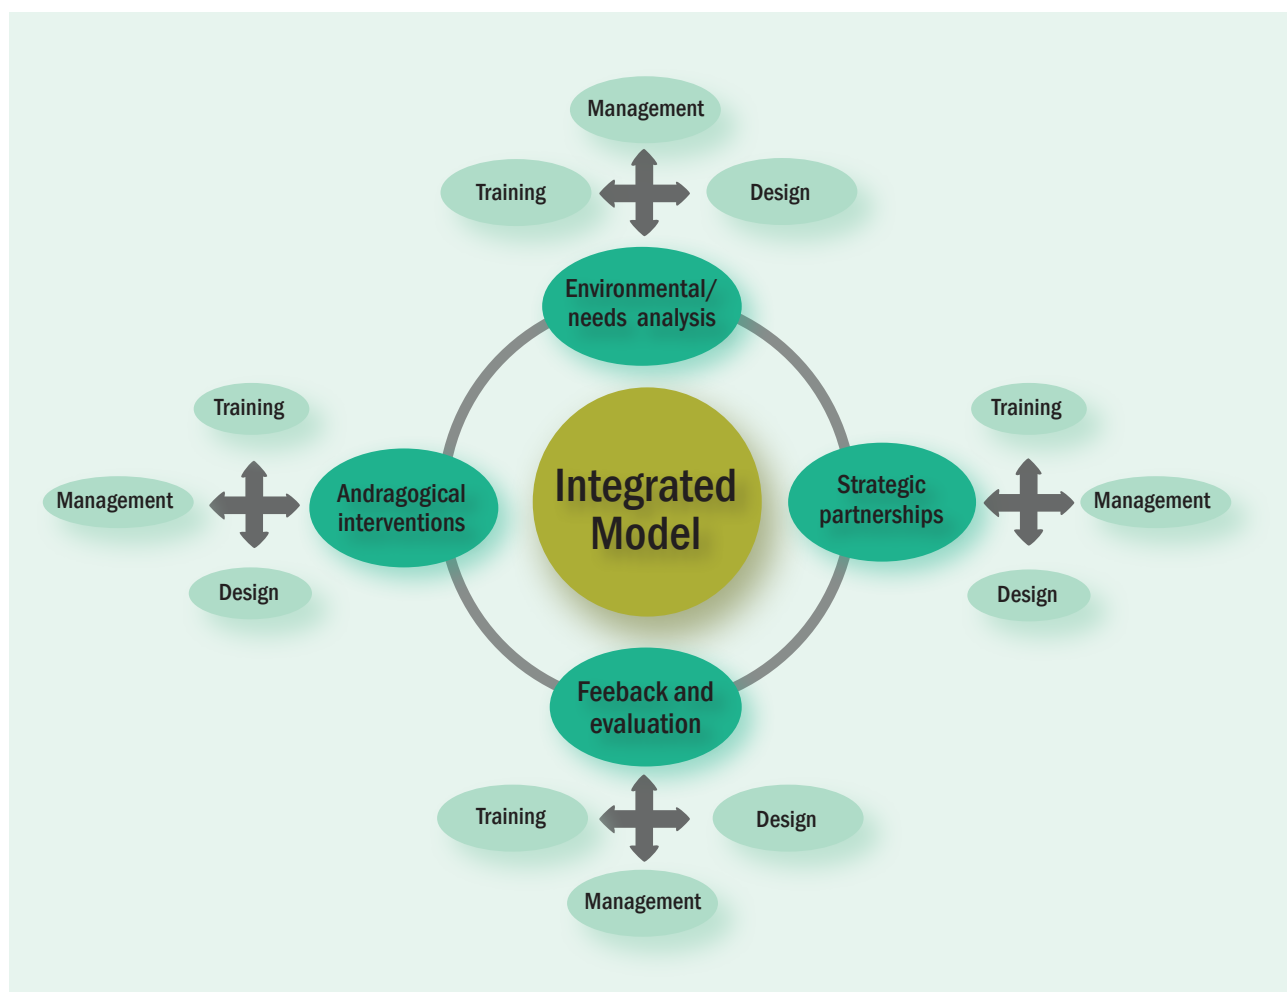 Management
Training
Design
Environmental/
needs analysis
Training
Management
Design
Andragogical
interventions
Integrated
Model
Strategic
partnerships
Training
Management
Design
Feeback and
evaluation
Training
Design
Management